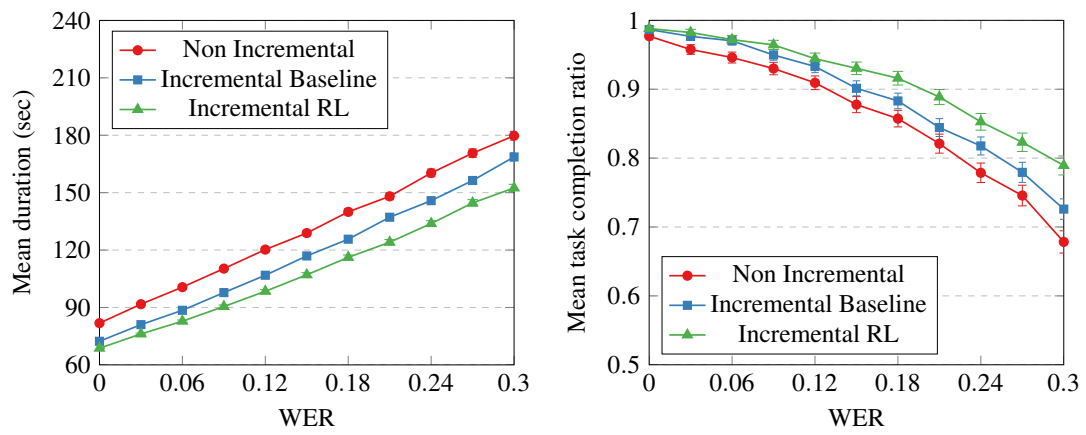 240
210
180
150
120
90
60
Mean duration (sec)
Non Incremental
Incremental Baseline
Incremental RL
0 0.06 0.12 0.18 0.24 0.3
WER
1
0.9
0.8
0.7
0.6
0.5
Mean task completion ratio
Non Incremental
Incremental Baseline
Incremental RL
0 0.06 0.12 0.18 0.24 0.3
WER